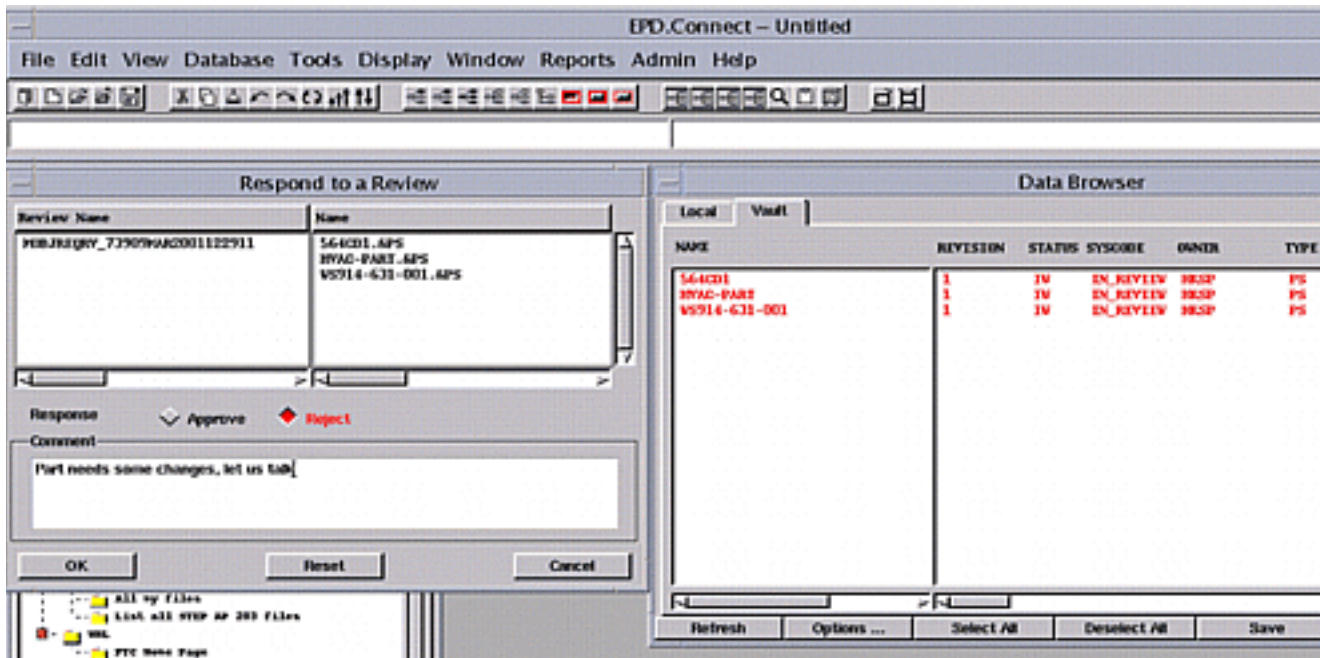 EPD.Connect – Untitled
File Edit View Database Tools Display Window Reports Admin Help
Respond to a Review
Review Name Name
564CD1.APS
HVAC-PART.APS
WS914-631-001.APS
Response Approve Reject
Comment
Part needs some changes, let us talk
OK Reset Cancel
All my files
List all STEP AP 203 files
URL
PTC Home Page
Data Browser
Local Vault
NAME REVISION STATUS SYSCODE OWNER TYPE
564CD1 1 IW IN_REVIEW PS
HVAC-PART 1 IW IN_REVIEW PS
WS914-631-001 1 IW IN_REVIEW PS
Refresh Options ... Select All Deselect All Save